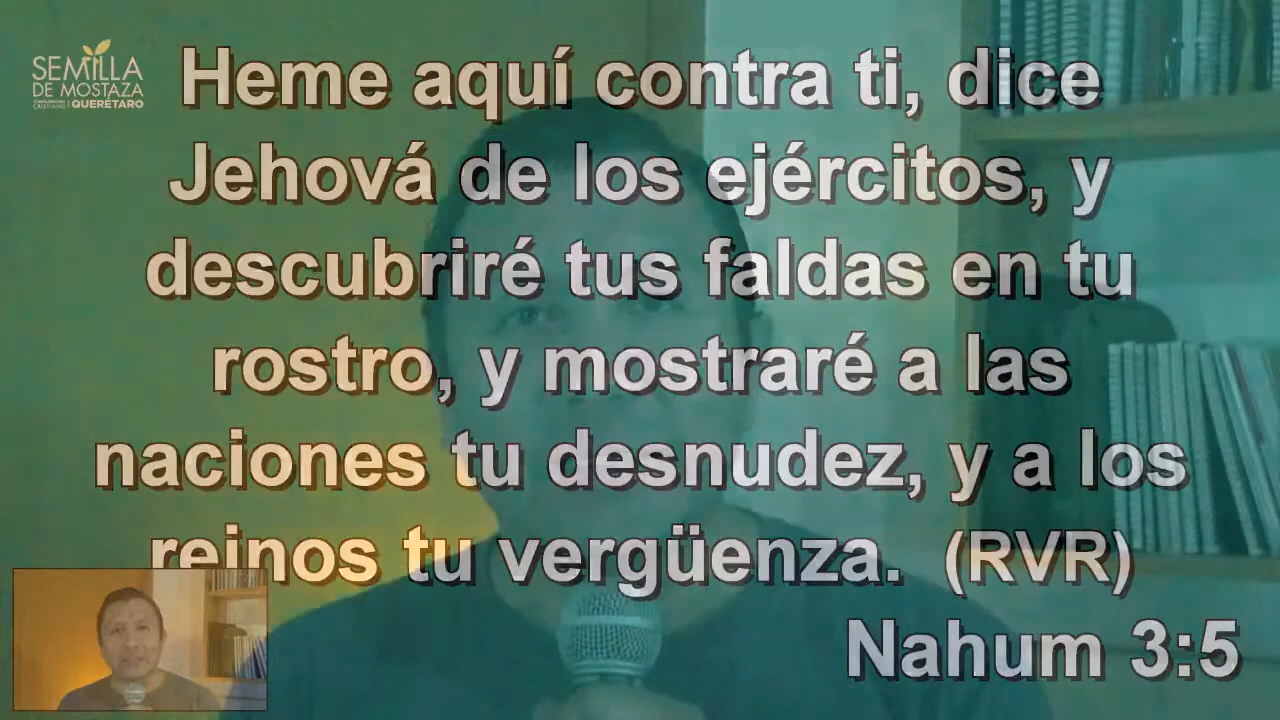 SEMILLA
DE MOSTAZA
CRISTIANO | QUERÉTARO
Heme aquí contra ti, dice
Jehová de los ejércitos, y
descubriré tus faldas en tu
rostro, y mostraré a las
naciones tu desnudez, y a los
reinos tu vergüenza. (RVR)
Nahum 3:5